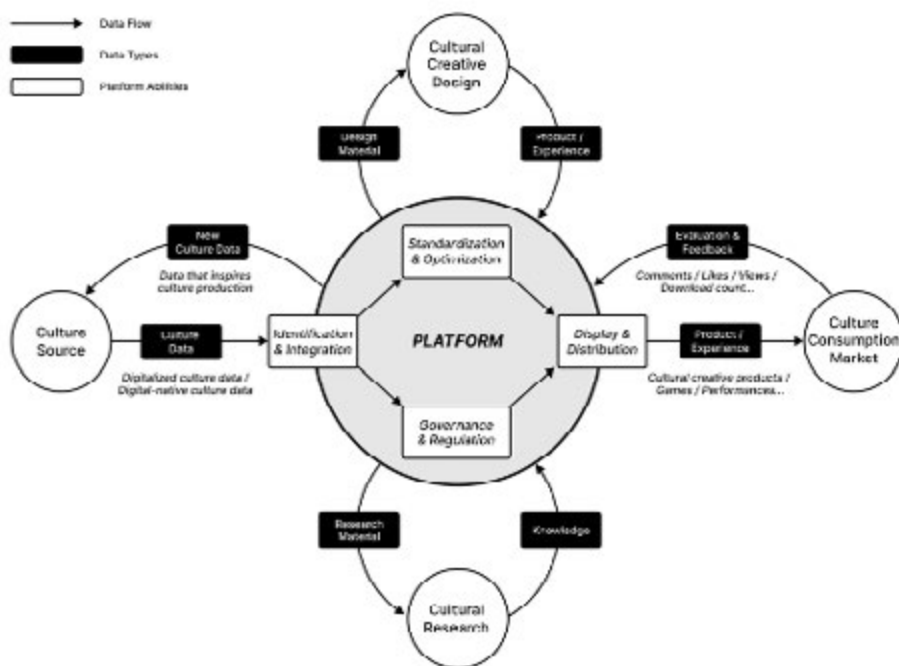 Data Flow
Data Types
Platform Abilities
Cultural
Creative
Design
Design
Material
Product /
Experience
New
Culture Data
Data that inspires
culture production
Standardization
& Optimization
Evaluation &
Feedback
Comments / Likes / Views /
Download count...
Culture
Source
Culture
Data
Digitalized culture data /
Digital-native culture data
Identification
& Integration
PLATFORM
Display &
Distribution
Product /
Experience
Cultural creative products /
Games / Performances...
Culture
Consumption
Market
Governance
& Regulation
Research
Material
Knowledge
Cultural
Research